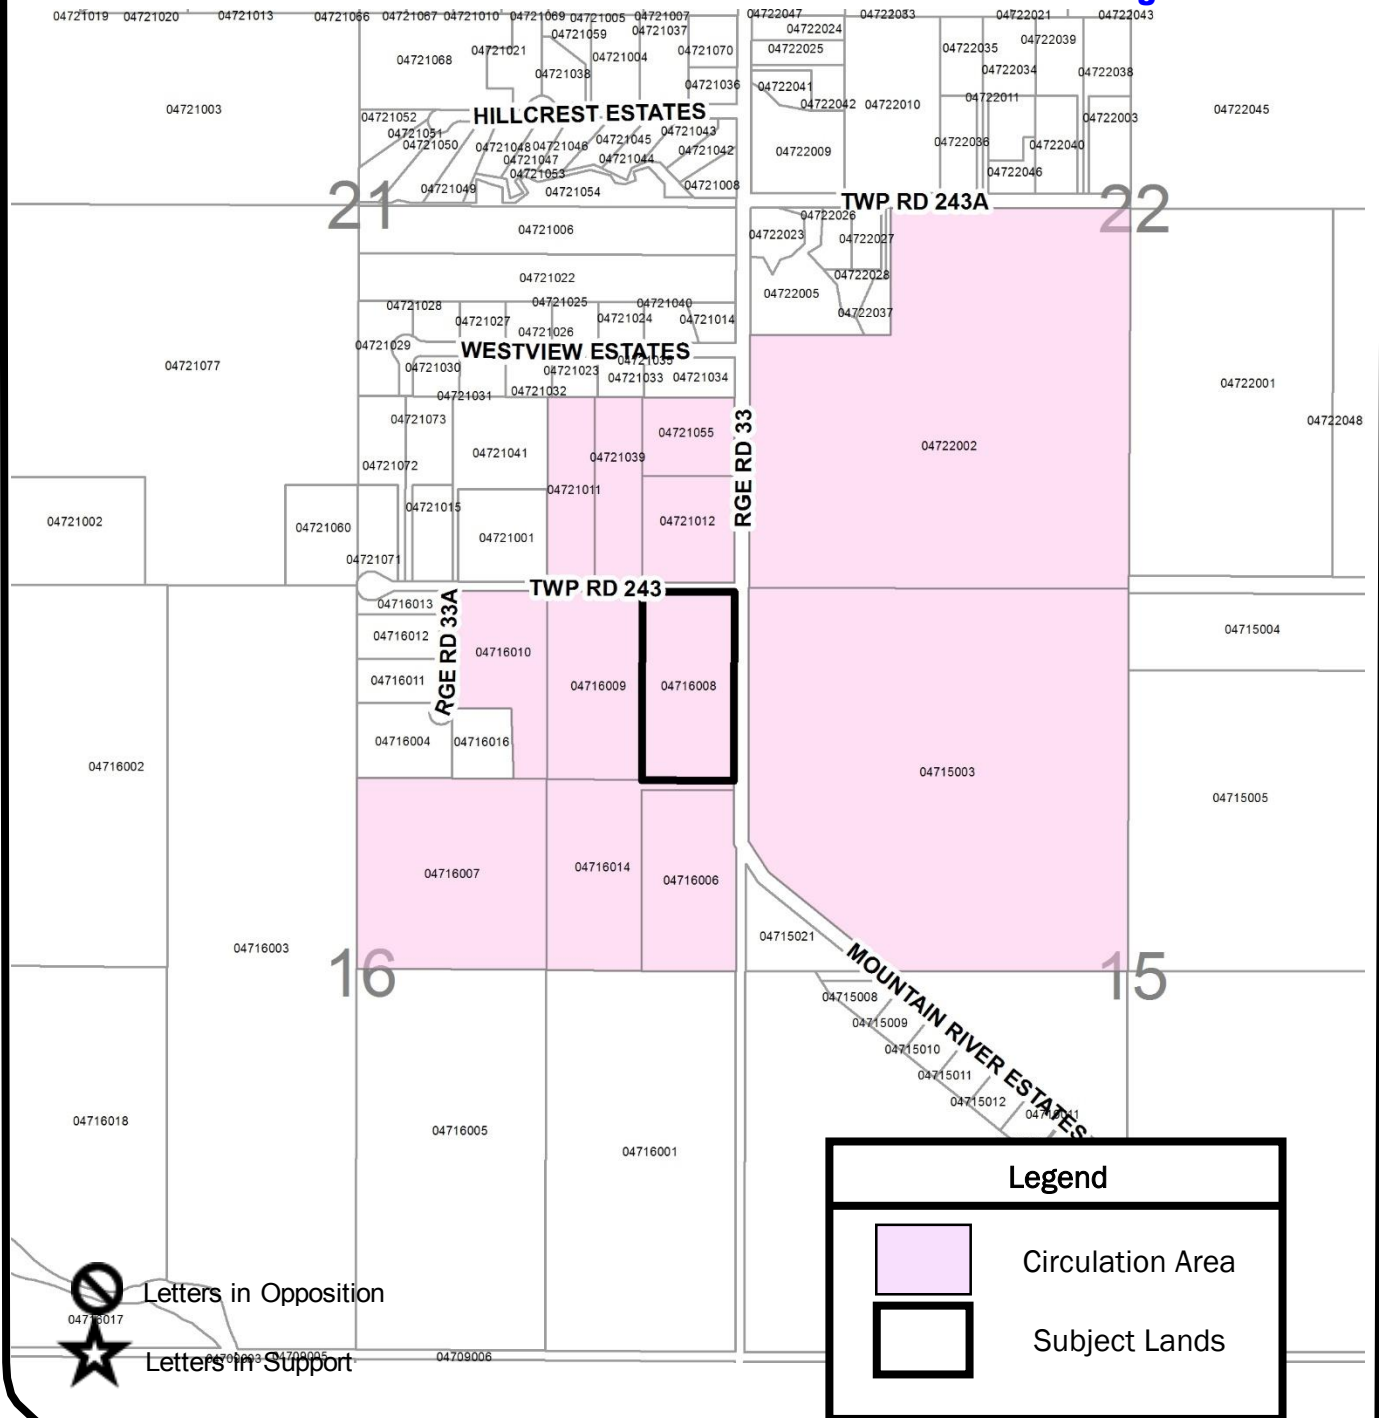 04721019 04721020 04721013 04721066 04721067 04721010 04721069 04721005 04721007 04722047 04722033 04722021 04722043
04721059 04721037 04722024
04721021 04721070 04722025 04722035 04722039
04721068 04721004
04721038 04722034 04722038
04721036 04722041
04721003 04722042 04722010 04722011 04722045
HILLCREST ESTATES
04721052 04722003
04721051 04721043
04721050 04721048 04721046 04721045 04721042 04722009 04722036 04722040
04721047 04721044
04721053 04722046
04721049 04721054 04721008
21 TWP RD 243A 22
04722026
04721006 04722023 04722027
04721022 04722028
04722005
04721028 04721025 04721040 04722037
04721027 04721024 04721014
04721026
04721029 WESTVIEW ESTATES
04721035
04721077 04721030 04721023 04721033 04721034
04721031 04721032 04722001
04721073 04721055 04722048
RGE RD 33
04721041 04721039 04722002
04721072
04721011
04721015
04721002 04721060 04721012
04721001
04721071
TWP RD 243
04716013
RGE RD 33A
04716012 04715004
04716010
04716011 04716009 04716008
04716004 04716016
04716002 04715003
04715005
04716007 04716014 04716006
04715021
04716003
16 15
MOUNTAIN RIVER ESTATES
04715008
04715009
04715010
04715011
04715012
04716018 04716005 04716001
Legend
Circulation Area
Subject Lands
Letters in Opposition
04716017
Letters in Support
04709003 04709005 04709006